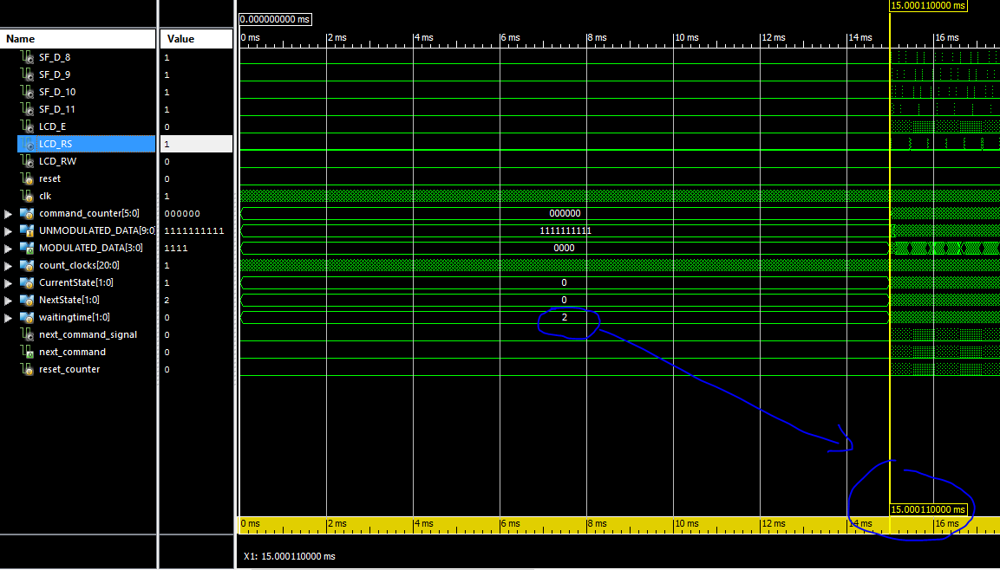 15.000110000 ms
0.000000000 ms
Name Value 0 ms 2 ms 4 ms 6 ms 8 ms 10 ms 12 ms 14 ms 16 ms
SF_D_8 1
SF_D_9 1
SF_D_10 1
SF_D_11 1
LCD_E 0
LCD_RS 1
LCD_RW 0
reset 0
clk 1
command_counter[5:0] 000000 000000
UNMODULATED_DATA[9:0] 1111111111 1111111111
MODULATED_DATA[3:0] 1111 0000
count_clocks[20:0] 1
CurrentState[1:0] 1 0
NextState[1:0] 2 0
waitingtime[1:0] 0 2
next_command_signal 0
next_command 0
reset_counter 0
15.000110000 ms
0 ms 2 ms 4 ms 6 ms 8 ms 10 ms 12 ms 14 ms 16 ms
X1: 15.000110000 ms